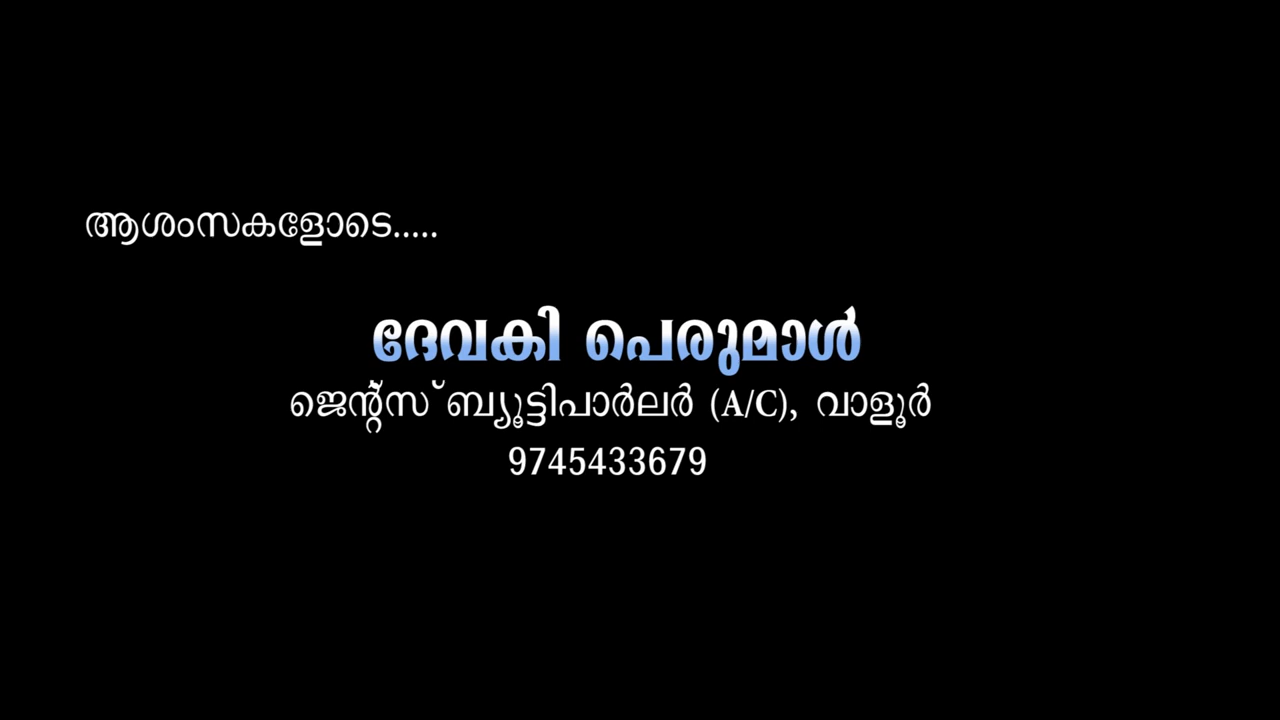 ആശംസകളോടെ.....
ദേവകി പെരുമാൾ
ജെന്റ്സ് ബ്യൂട്ടിപാർലർ (A/C), വാളൂർ
9745433679